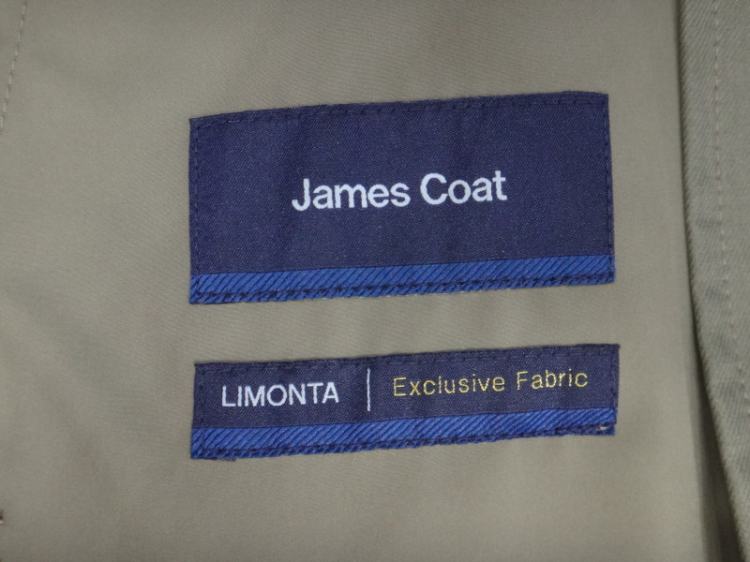 James Coat
LIMONTA | Exclusive Fabric